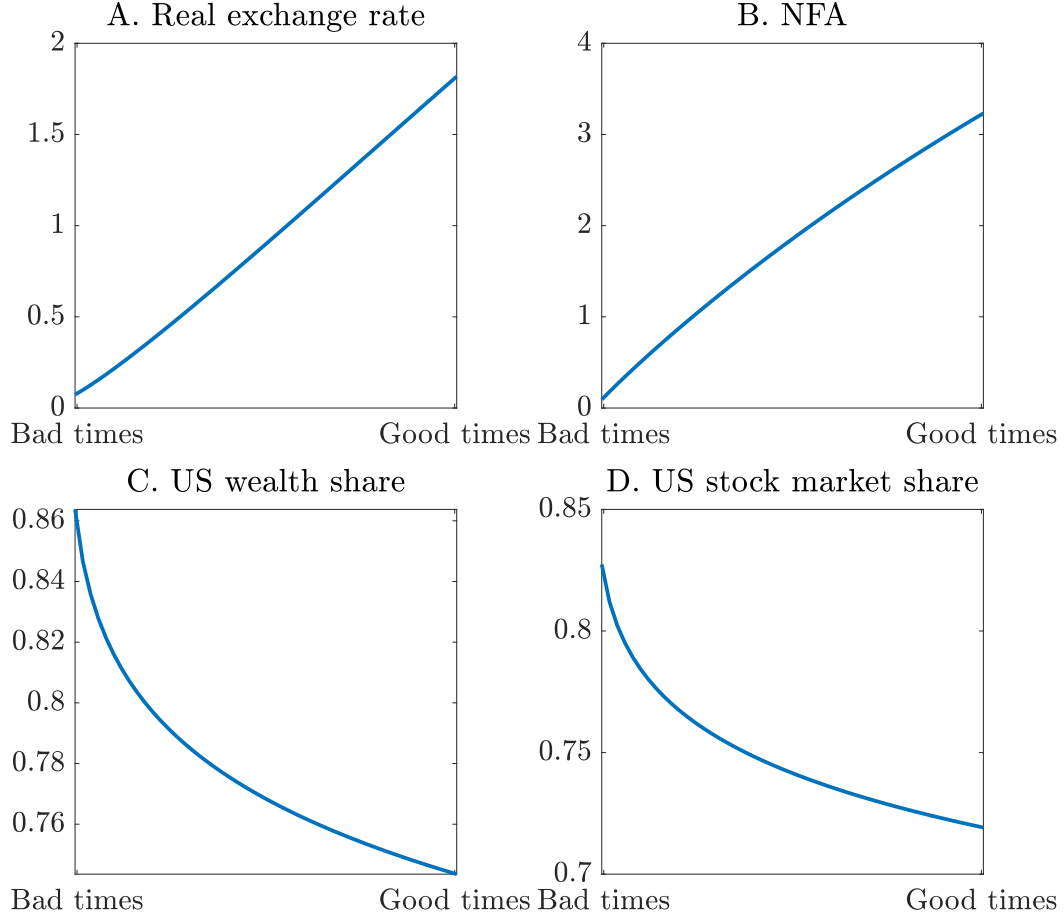 A. Real exchange rate
2
1.5
1
0.5
0
Bad times
Good times
B. NFA
4
3
2
1
0
Bad times
Good times
C. US wealth share
0.86
0.84
0.82
0.8
0.78
0.76
Bad times
Good times
D. US stock market share
0.85
0.8
0.75
0.7
Bad times
Good times